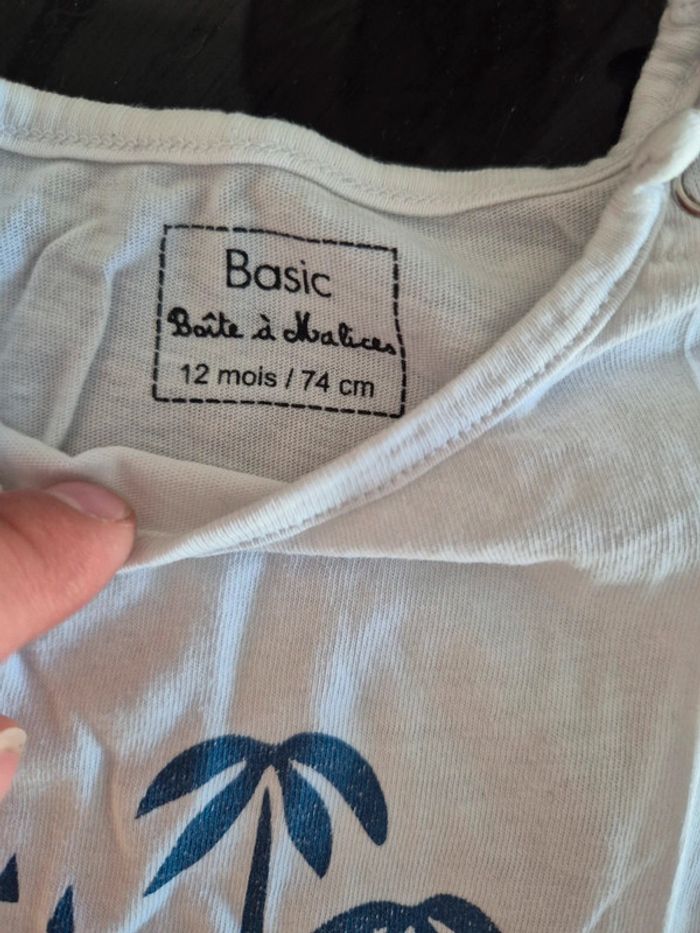 Basic
Boîte à Malices
12 mois / 74 cm